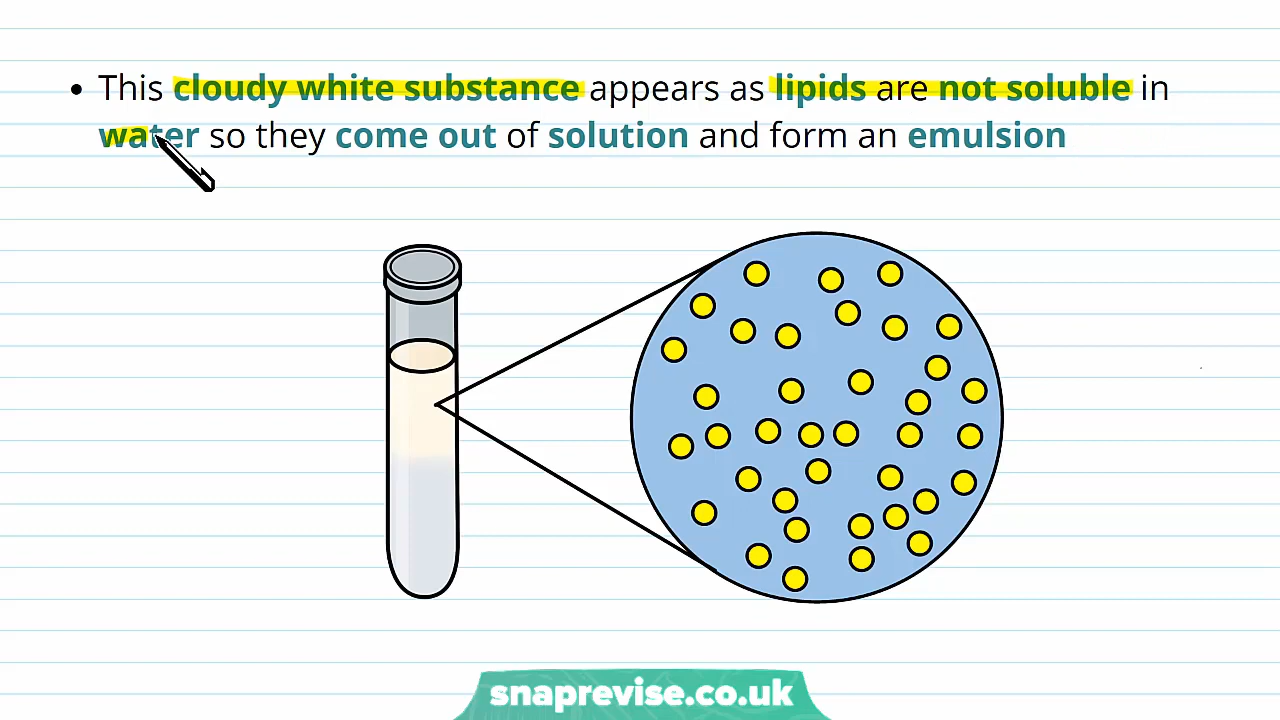 • This cloudy white substance appears as lipids are not soluble in
water so they come out of solution and form an emulsion
snaprevise.co.uk